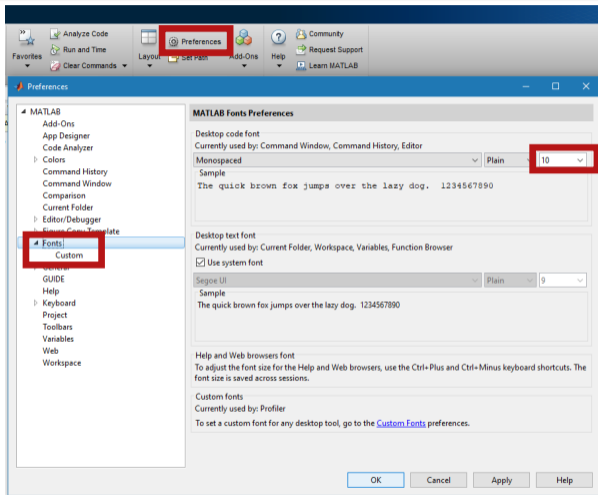 Analyze Code
Run and Time
Clear Commands
Favorites
Layout
Preferences
Set Path
Add-Ons
Help
Community
Request Support
Learn MATLAB
Preferences
MATLAB
Add-Ons
App Designer
Code Analyzer
Colors
Command History
Command Window
Comparison
Current Folder
Editor/Debugger
Figure Copy Template
Fonts
Custom
General
GUIDE
Help
Keyboard
Project
Toolbars
Variables
Web
Workspace
MATLAB Fonts Preferences
Desktop code font
Currently used by: Command Window, Command History, Editor
Monospaced Plain 10
Sample
The quick brown fox jumps over the lazy dog. 1234567890
Desktop text font
Currently used by: Current Folder, Workspace, Variables, Function Browser
Use system font
Segoe UI Plain 9
Sample
The quick brown fox jumps over the lazy dog. 1234567890
Help and Web browsers font
To adjust the font size for the Help and Web browsers, use the Ctrl+Plus and Ctrl+Minus keyboard shortcuts. The
font size is saved across sessions.
Custom fonts
Currently used by: Profiler
To set a custom font for any desktop tool, go to the Custom Fonts preferences.
OK Cancel Apply Help